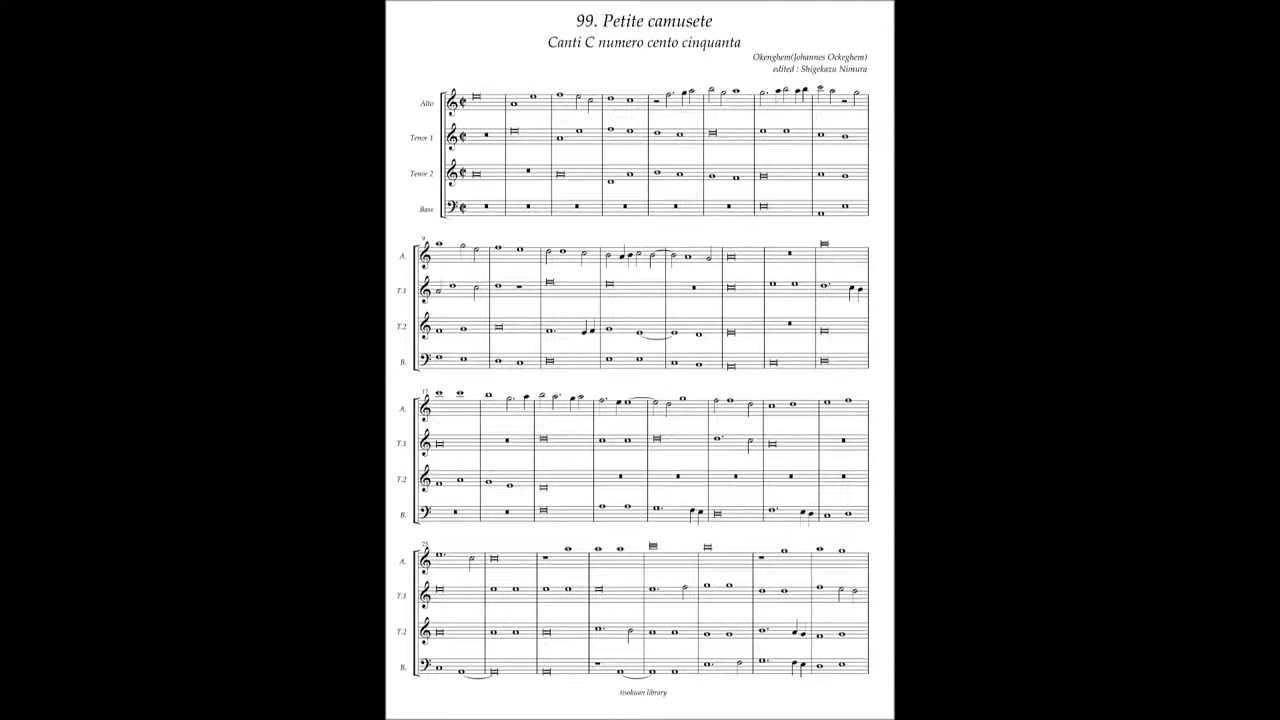 99. Petite camusete
Canti C numero cento cinquanta
Okenghem(Johannes Ockeghem)
edited : Shigekazu Nimura
Alto
Tenor 1
Tenor 2
Bass
9
A.
T.1
T.2
B.
17
A.
T.1
T.2
B.
25
A.
T.1
T.2
B.
tisokuan library